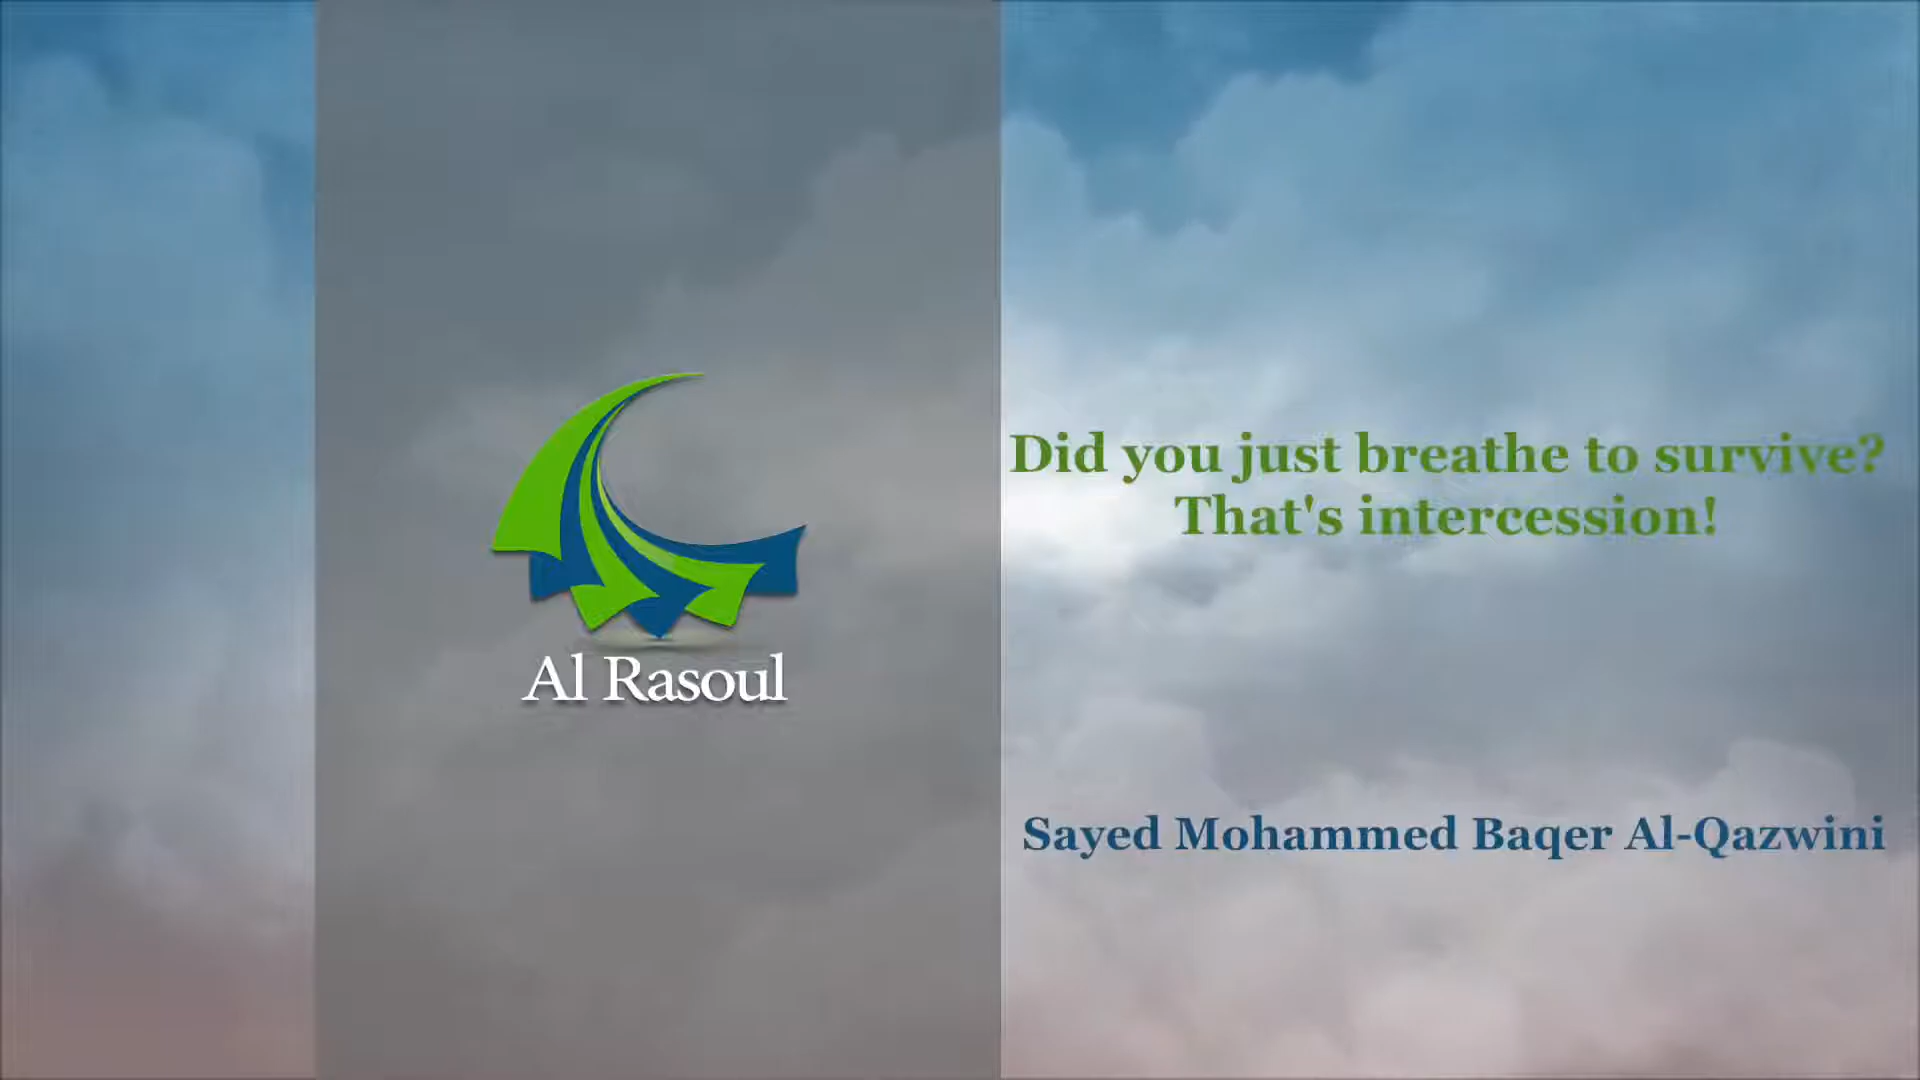 Al Rasoul
Did you just breathe to survive?
That's intercession!
Sayed Mohammed Baqer Al-Qazwini